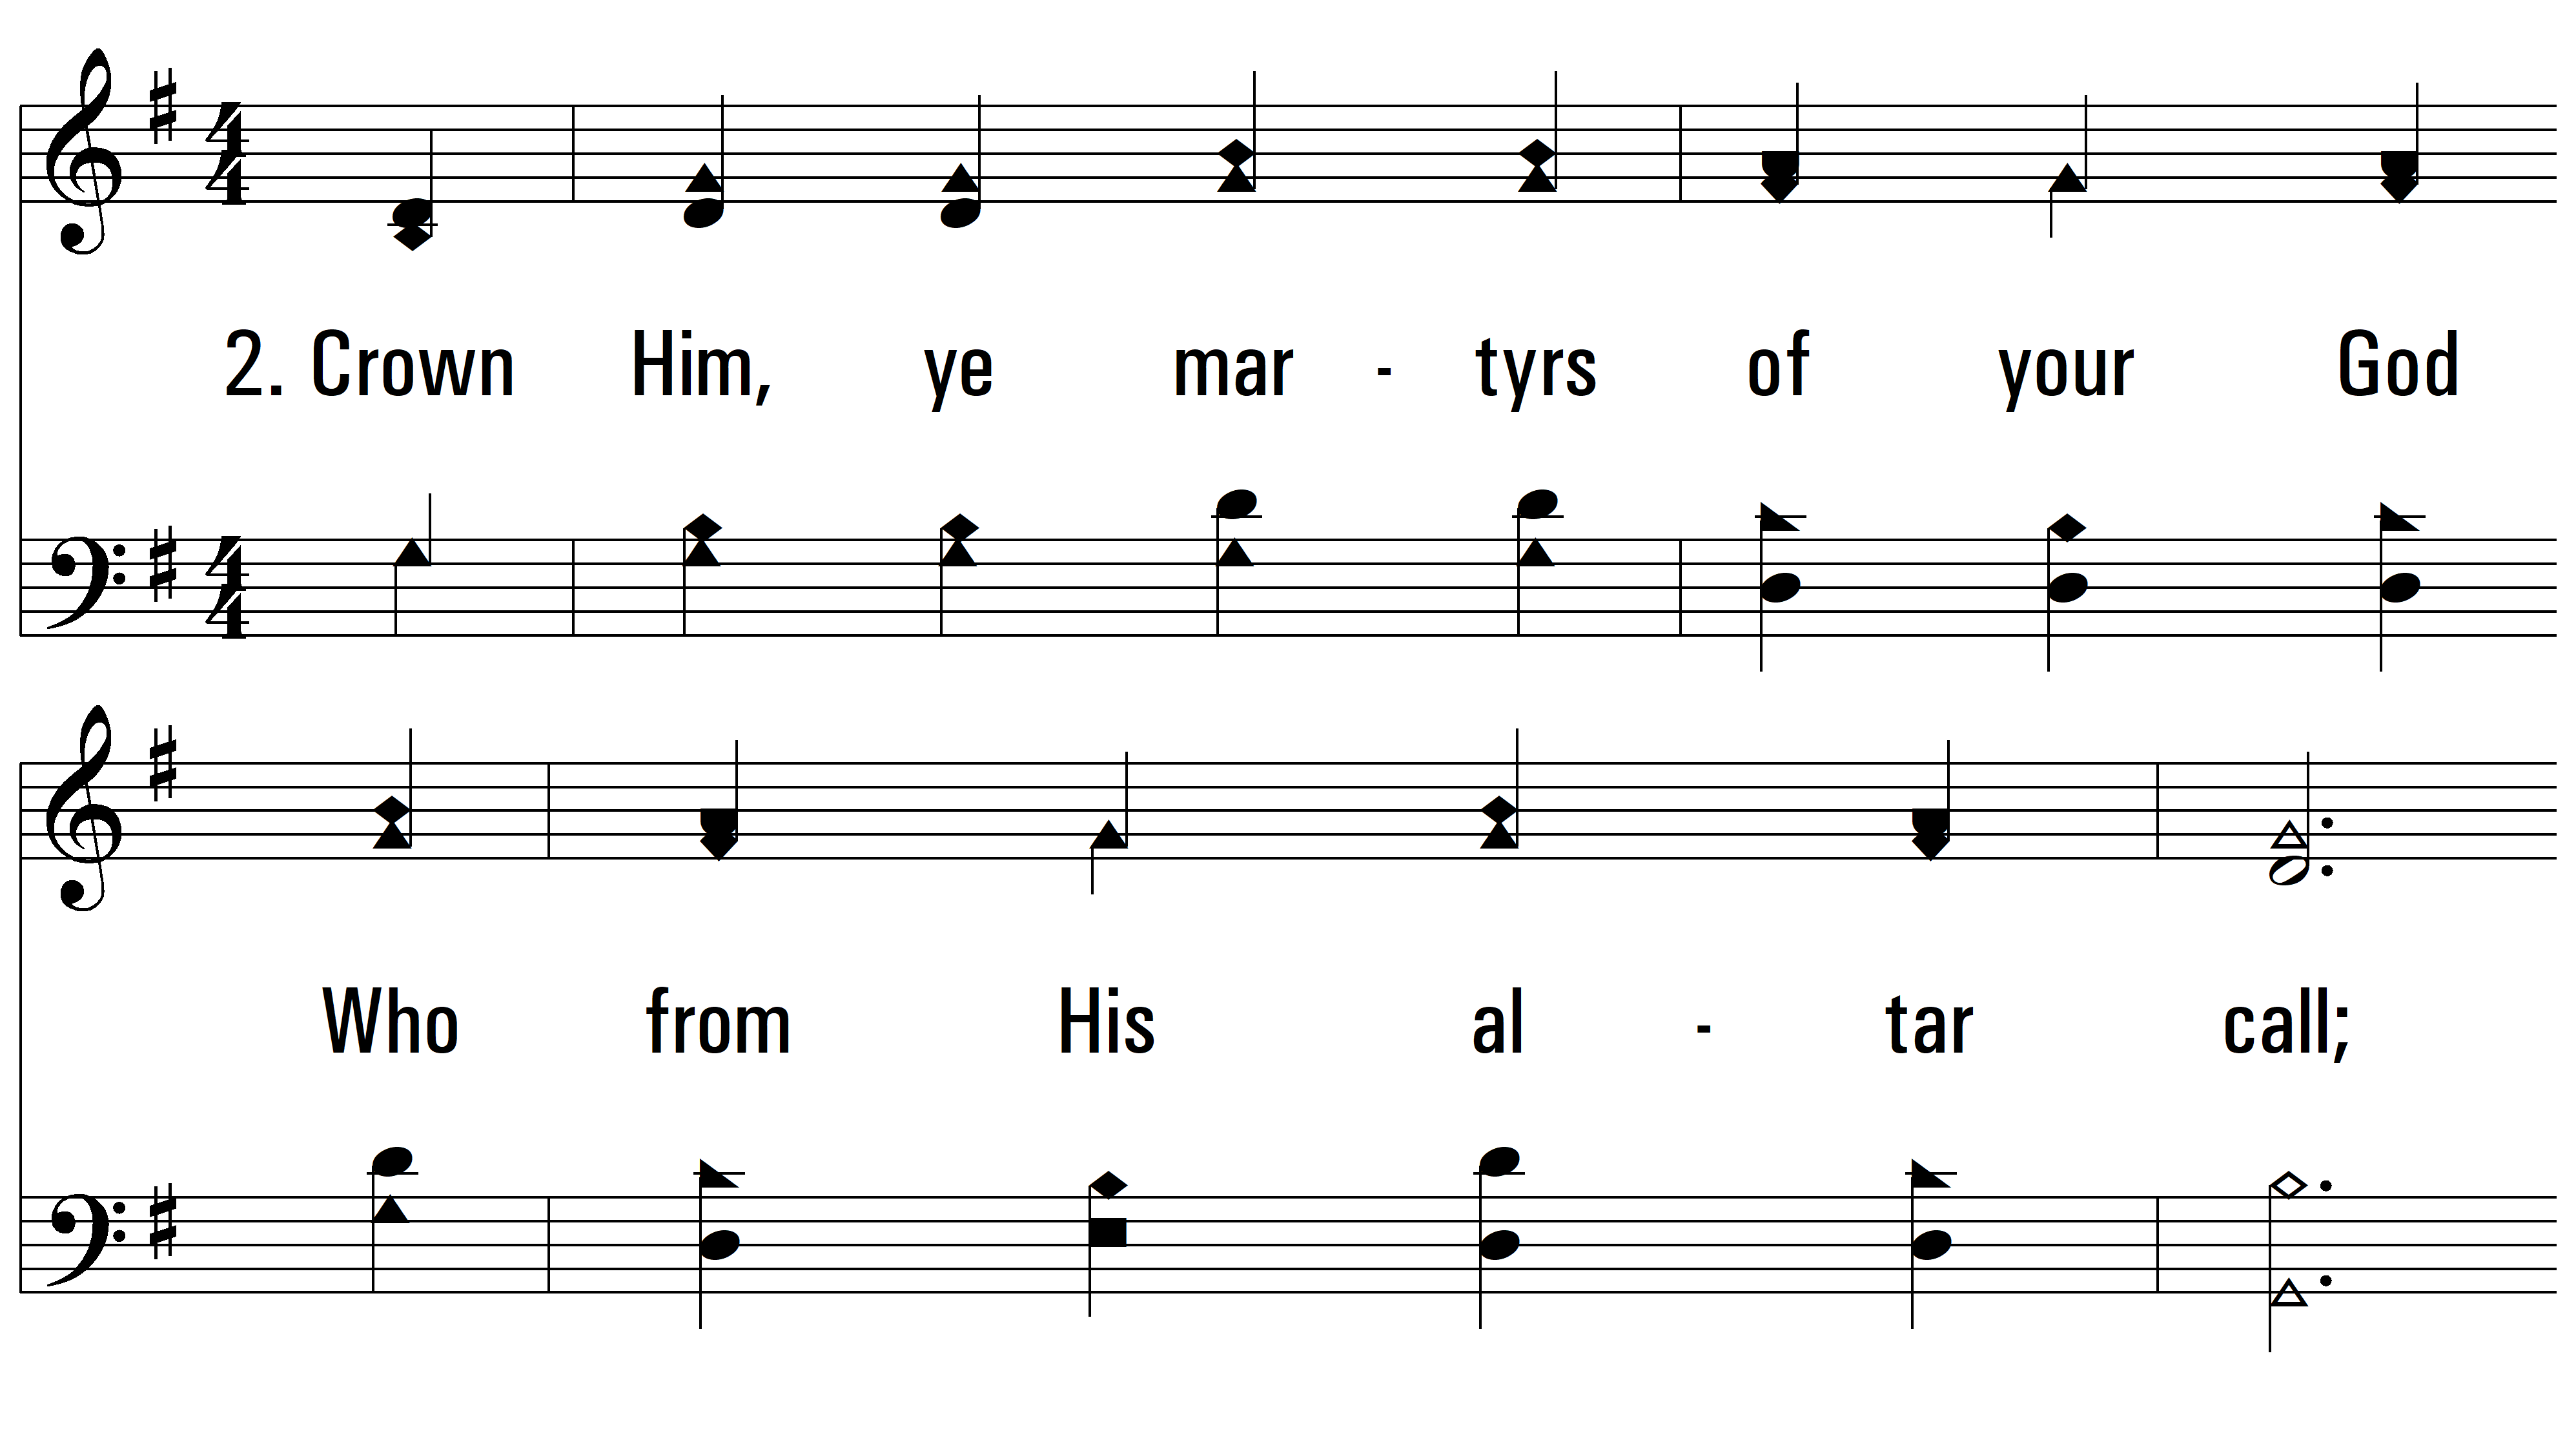 2. Crown Him, ye mar - tyrs of your God
Who from His al - tar call;